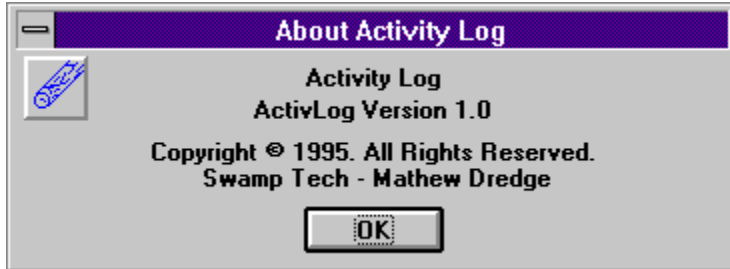 About Activity Log
Activity Log
ActivLog Version 1.0
Copyright © 1995. All Rights Reserved.
Swamp Tech - Mathew Dredge
OK